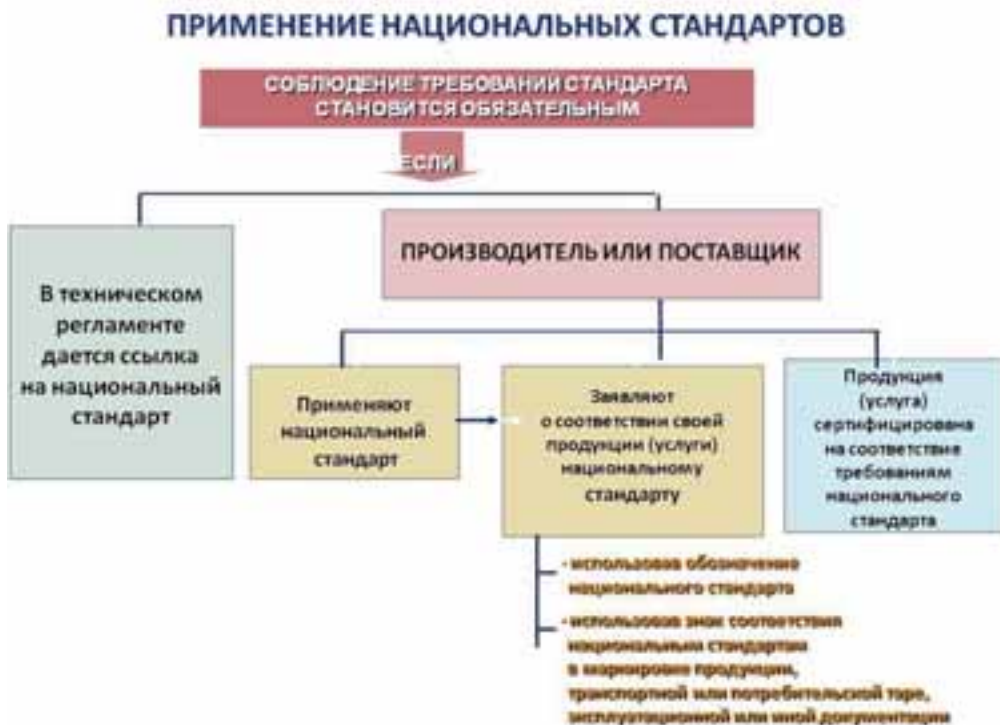 ПРИМЕНЕНИЕ НАЦИОНАЛЬНЫХ СТАНДАРТОВ
СОБЛЮДЕНИЕ ТРЕБОВАНИЙ СТАНДАРТА
СТАНОВИТСЯ ОБЯЗАТЕЛЬНЫМ
ЕСЛИ
В техническом
регламенте
дается ссылка
на национальный
стандарт
ПРОИЗВОДИТЕЛЬ ИЛИ ПОСТАВЩИК
Применяют
национальный
стандарт
Заявляют
о соответствии своей
продукции (услуги)
национальному
стандарту
Продукция
(услуга)
сертифицирована
на соответствие
требованиям
национального
стандарта
- использовав обозначение
национального стандарта
- использовав знак соответствия
национальным стандартам
в маркировке продукции,
транспортной или потребительской таре,
эксплуатационной или иной документации